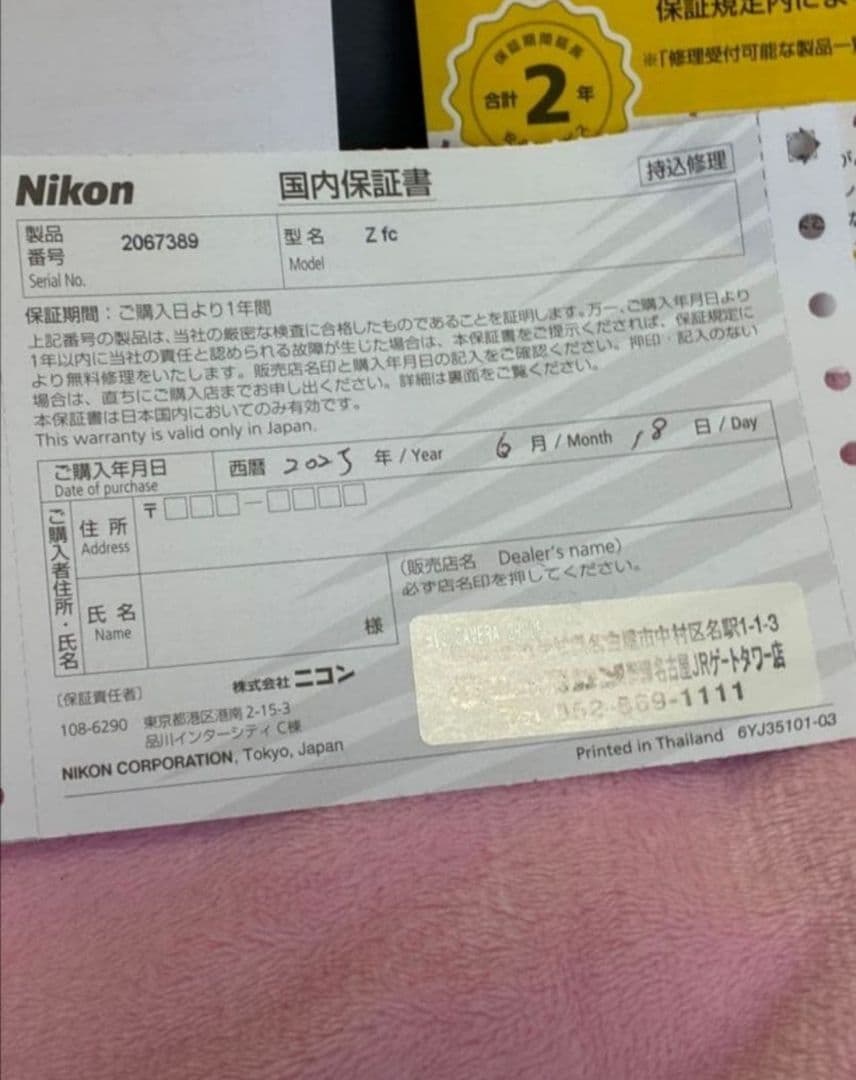 保証規定内によ
※「修理受付可能な製品一覧
保証期間延長
合計 2 年
Nikon 国内保証書 持込修理
製品番号 2067389 型名 Z fc
Serial No. Model
保証期間：ご購入日より1年間
上記番号の製品は、当社の厳密な検査に合格したものであることを証明します。万一、ご購入年月日より
1年以内に当社の責任と認められる故障が生じた場合は、本保証書をご提示くだされば、保証規定に
より無料修理をいたします。販売店名印と購入年月日の記入をご確認ください。押印・記入のない
場合は、直ちにご購入店までお申し出ください。詳細は裏面をご覧ください。
本保証書は日本国内においてのみ有効です。
This warranty is valid only in Japan.
ご購入年月日 西暦 2025 年 / Year 6 月 / Month 18 日 / Day
Date of purchase
ご購入者住所・氏名
住所 〒
Address
氏名 様
Name
(販売店名 Dealer's name)
必ず店名印を押してください。
市中村区名駅1-1-3
名古屋JRゲートタワー店
052-569-1111
〔保証責任者〕 株式会社ニコン
108-6290 東京都港区港南 2-15-3
品川インターシティ C棟
NIKON CORPORATION, Tokyo, Japan
Printed in Thailand 6YJ35101-03